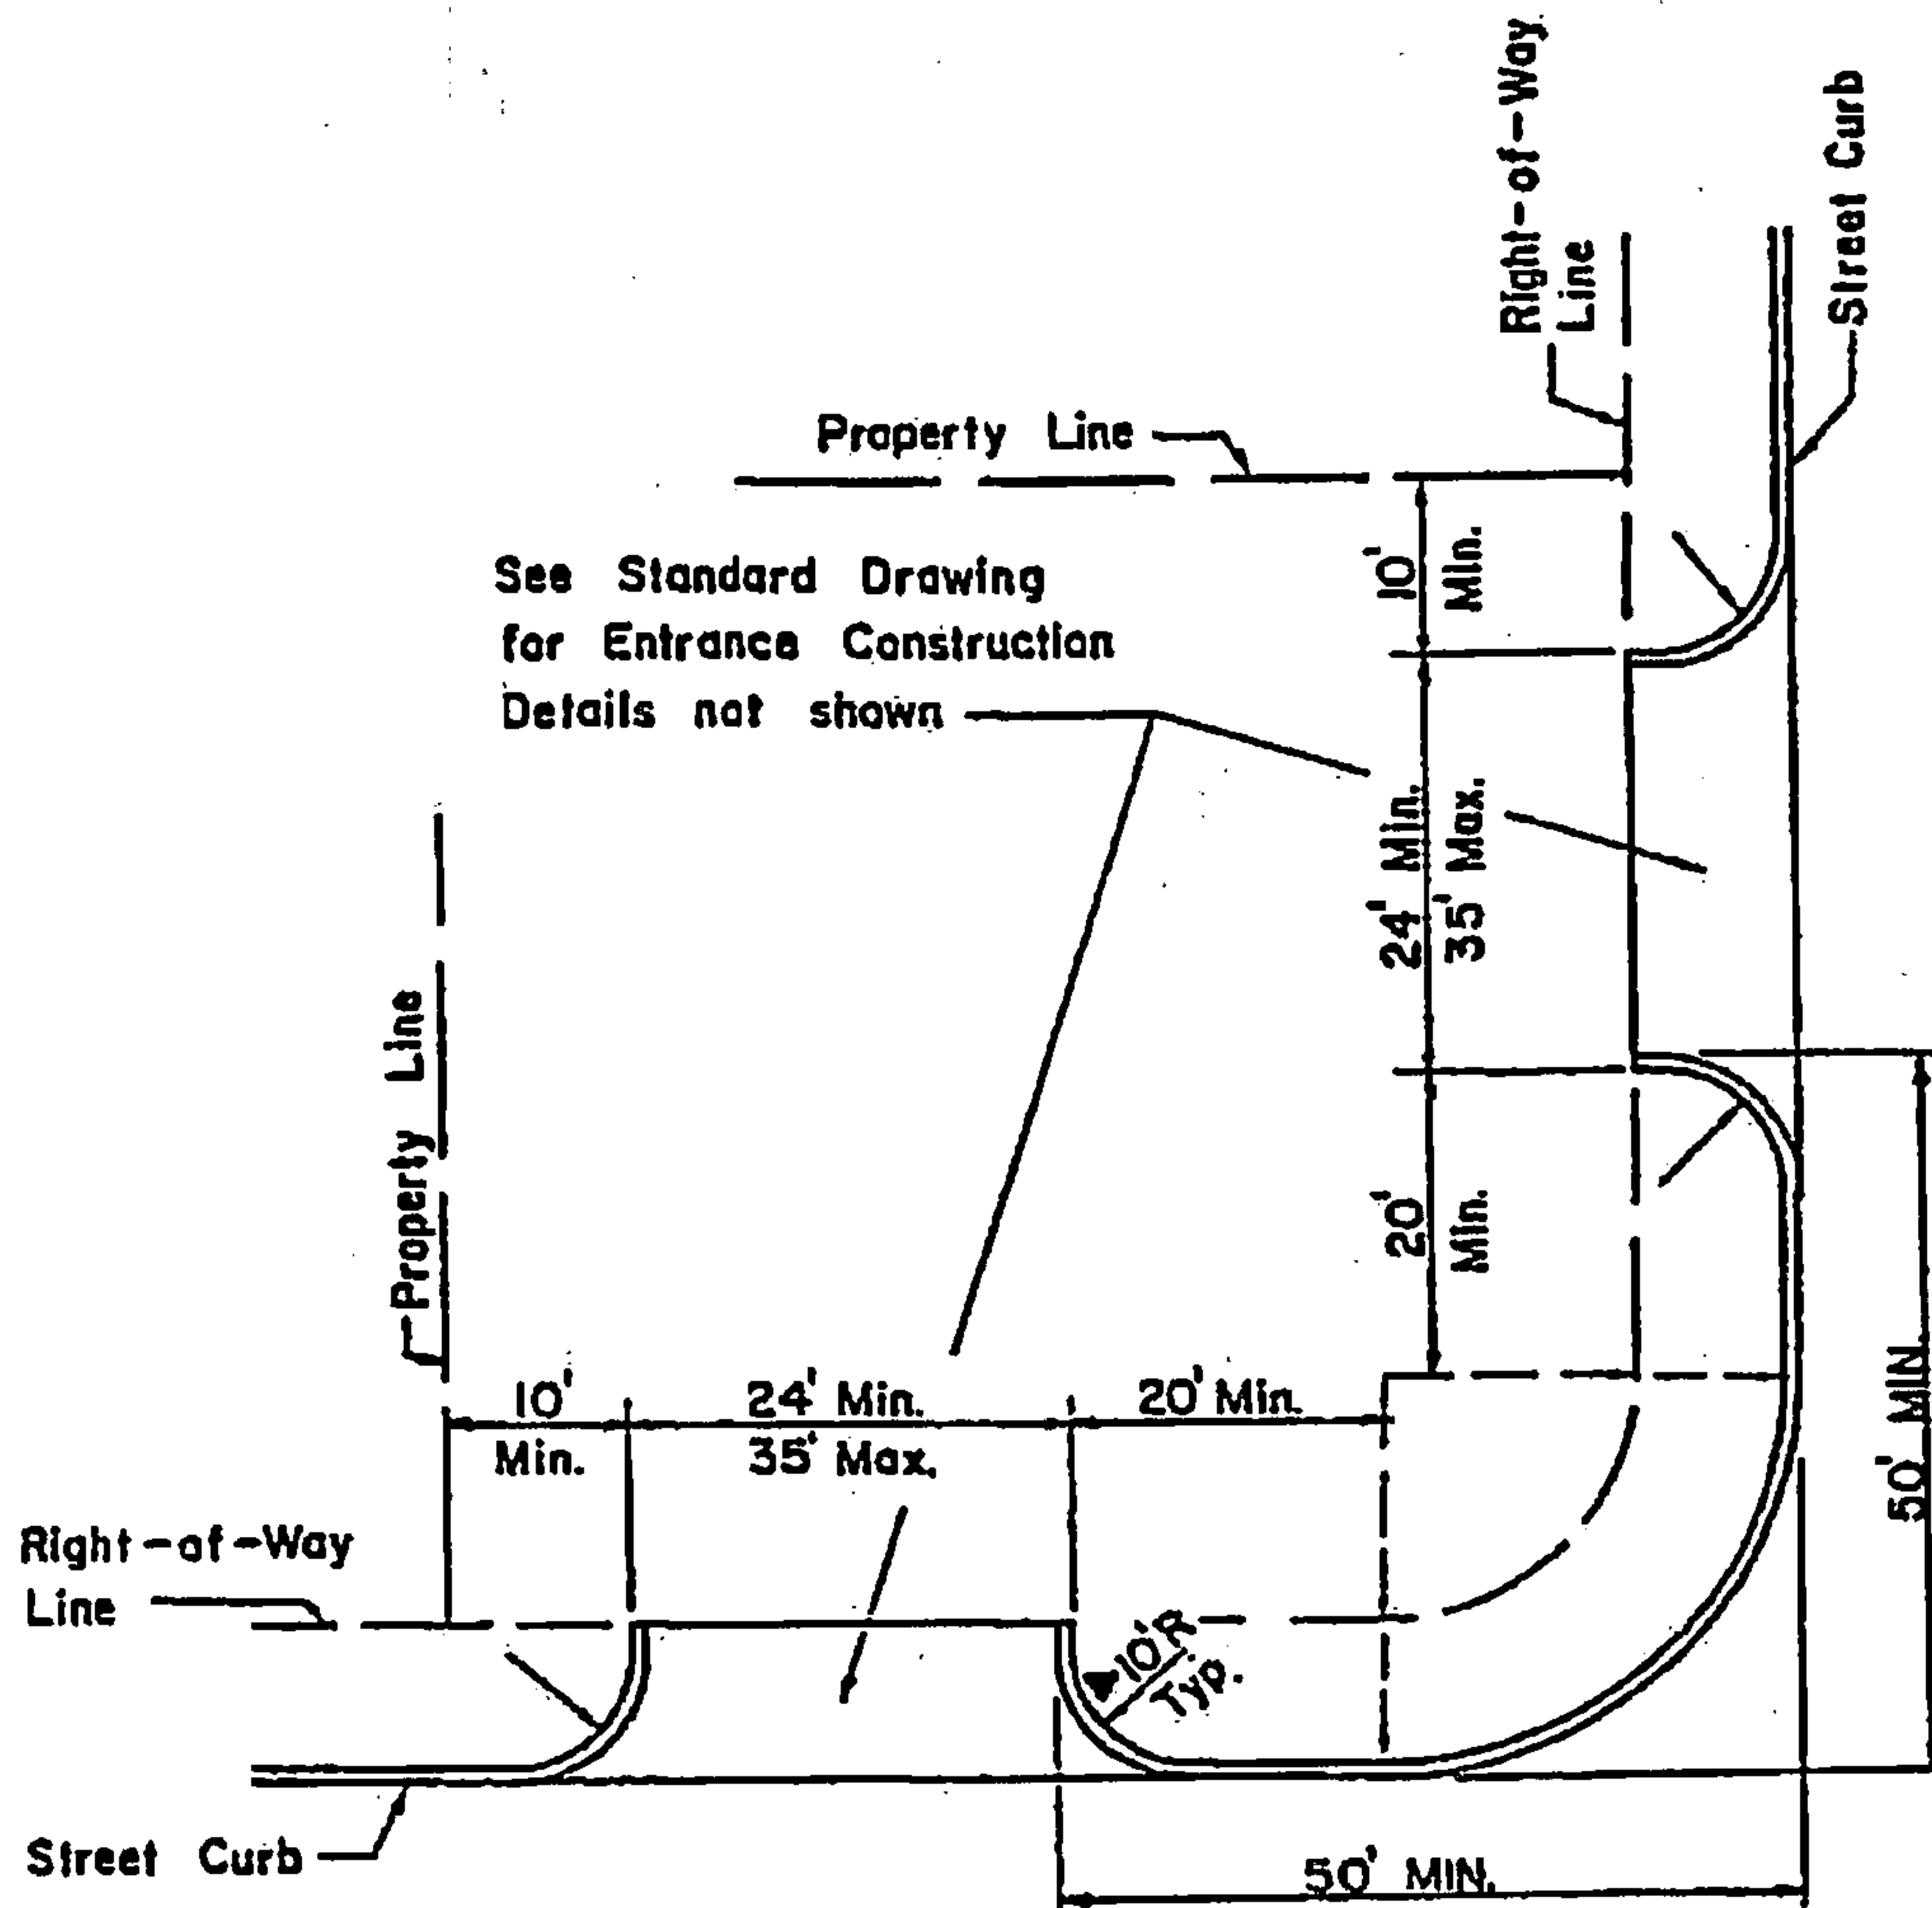 Right-of-Way
Line
Street Curb
Property Line
See Standard Drawing
for Entrance Construction
Details not shown
10'
Min.
24' Min.
35' Max.
20'
Min.
50' MIN.
Property Line
10'
Min.
24' Min.
35' Max.
20' Min.
Right-of-Way
Line
10'R
Typ.
Street Curb
50' MIN.